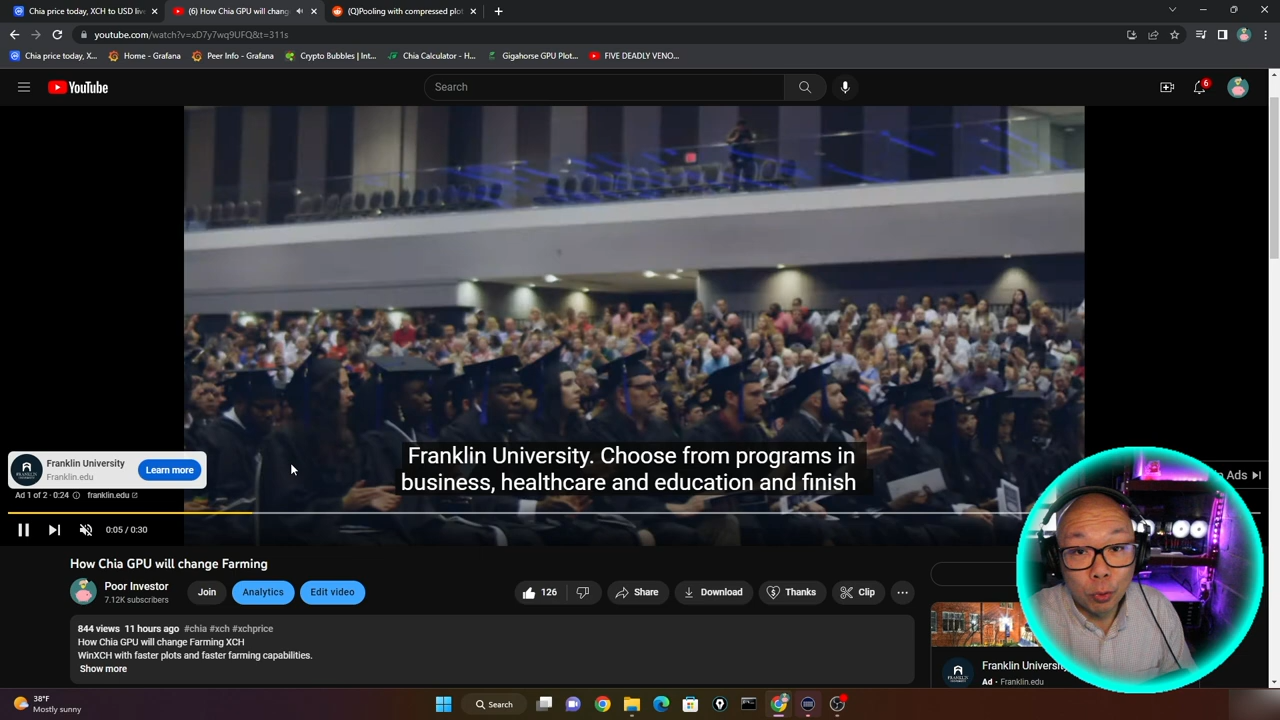 Chia price today, XCH to USD live
(6) How Chia GPU will chang
(Q)Pooling with compressed plot
youtube.com/watch?v=xD7y7wq9UFQ&t=311s
Chia price today, X...
Home - Grafana
Peer Info - Grafana
Crypto Bubbles | Int...
Chia Calculator - H...
Gigahorse GPU Plot...
FIVE DEADLY VENO...
YouTube
Search
6
Franklin University. Choose from programs in
business, healthcare and education and finish
Franklin University
Franklin.edu
Learn more
Ad 1 of 2 · 0:24
franklin.edu
Ads
0:05 / 0:30
How Chia GPU will change Farming
Poor Investor
7.12K subscribers
Join
Analytics
Edit video
126
Share
Download
Thanks
Clip
844 views 11 hours ago #chia #xch #xchprice
How Chia GPU will change Farming XCH
WinXCH with faster plots and faster farming capabilities.
Show more
Franklin University
Ad · Franklin.edu
38°F
Mostly sunny
Search